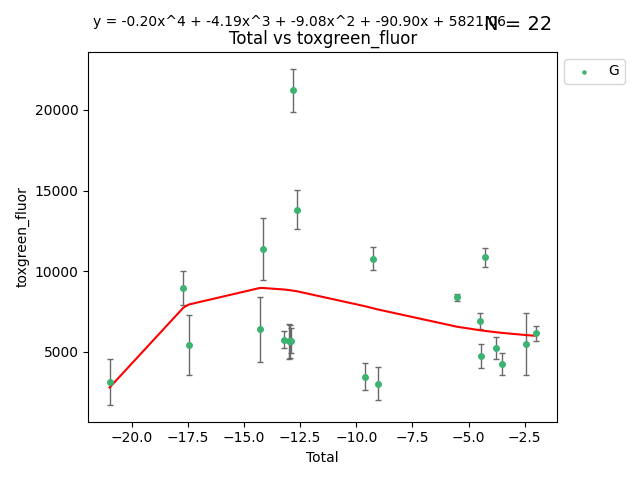 y = -0.20x^4 + -4.19x^3 + -9.08x^2 + -90.90x + 5821.06
N = 22
Total vs toxgreen_fluor
G
20000
15000
10000
5000
toxgreen_fluor
−20.0 −17.5 −15.0 −12.5 −10.0 −7.5 −5.0 −2.5
Total